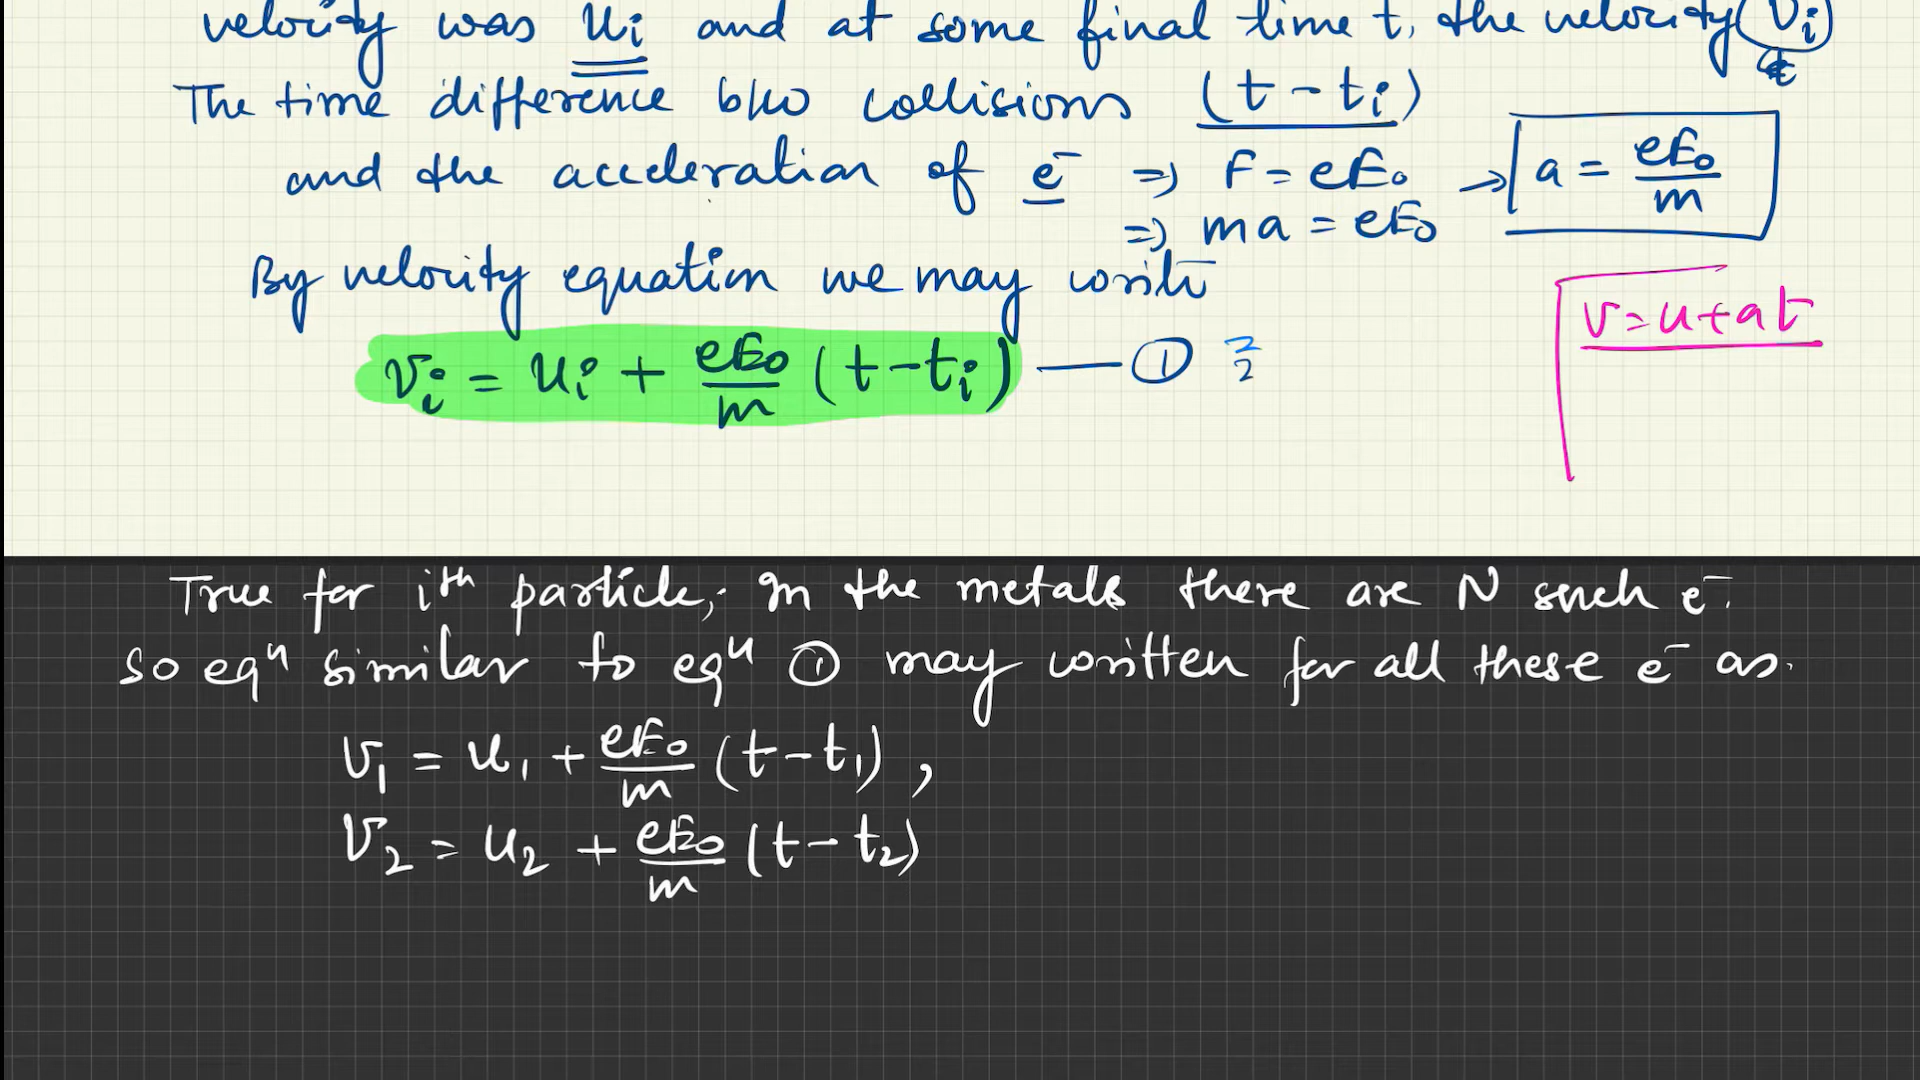 velocity was ui and at some final time t, the velocity vi
The time difference b/w collisions (t - ti)
and the acceleration of e⁻ ⇒ F = eE₀ → a = eE₀/m
⇒ ma = eE₀
By velocity equation we may write
v = u + at
vi = ui + eE₀/m (t - ti) — ①
True for ith particle, In the metals there are N such e⁻.
so eqn similar to eqn ① may written for all these e⁻ as.
v₁ = u₁ + eE₀/m (t - t₁),
v₂ = u₂ + eE₀/m (t - t₂)